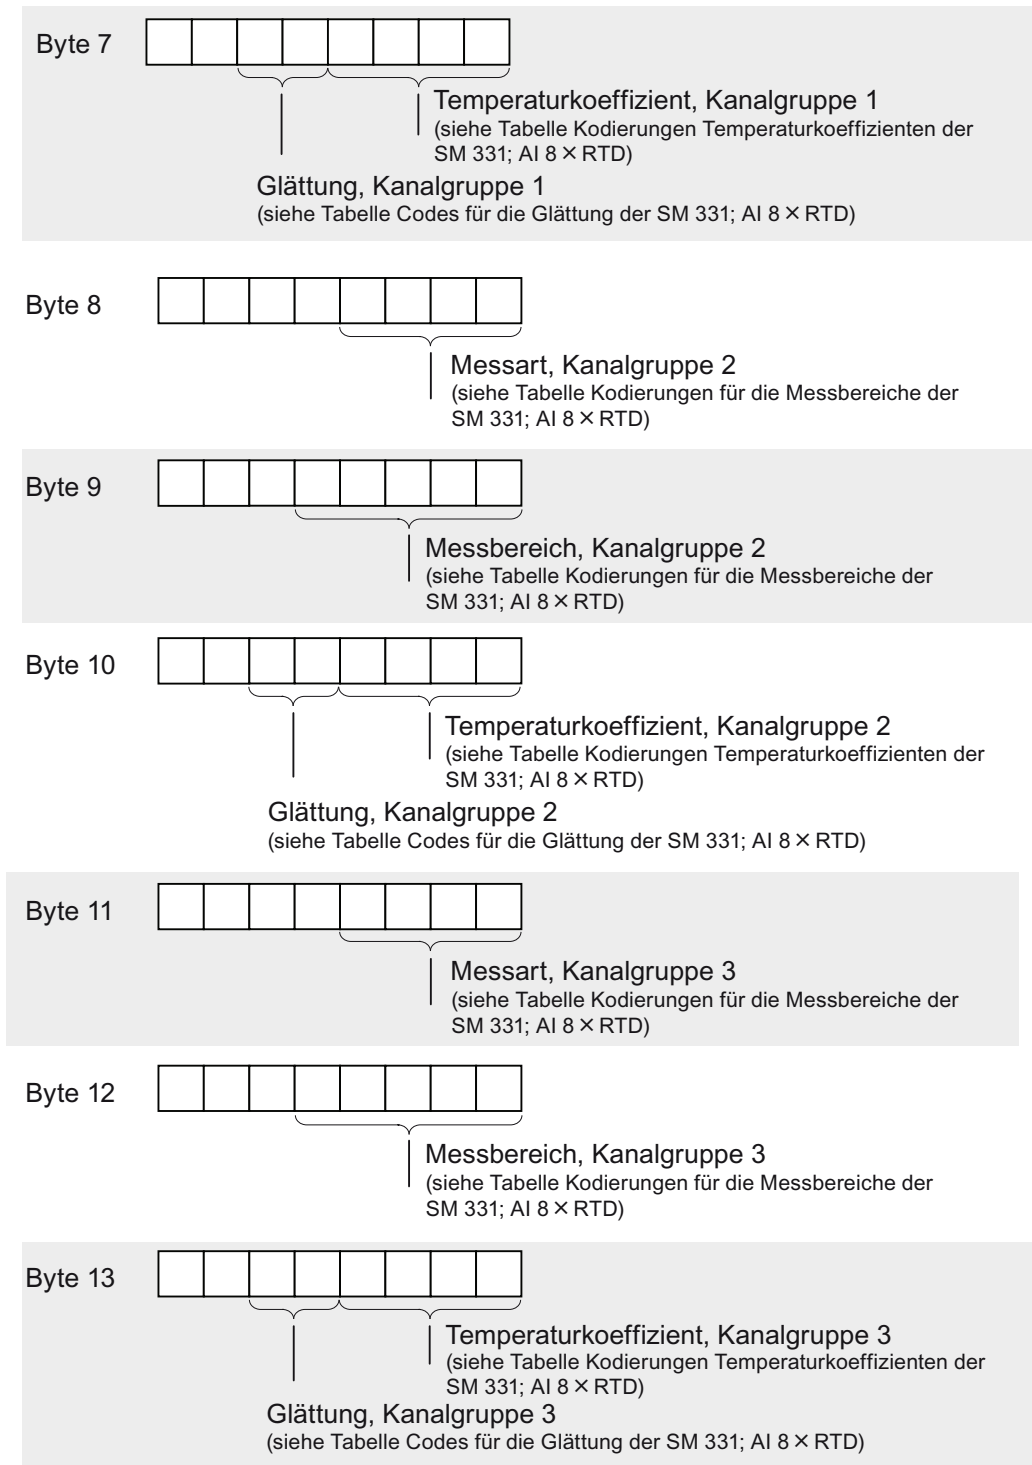 Byte 7
Temperaturkoeffizient, Kanalgruppe 1
(siehe Tabelle Kodierungen Temperaturkoeffizienten der
SM 331; AI 8 × RTD)
Glättung, Kanalgruppe 1
(siehe Tabelle Codes für die Glättung der SM 331; AI 8 × RTD)
Byte 8
Messart, Kanalgruppe 2
(siehe Tabelle Kodierungen für die Messbereiche der
SM 331; AI 8 × RTD)
Byte 9
Messbereich, Kanalgruppe 2
(siehe Tabelle Kodierungen für die Messbereiche der
SM 331; AI 8 × RTD)
Byte 10
Temperaturkoeffizient, Kanalgruppe 2
(siehe Tabelle Kodierungen Temperaturkoeffizienten der
SM 331; AI 8 × RTD)
Glättung, Kanalgruppe 2
(siehe Tabelle Codes für die Glättung der SM 331; AI 8 × RTD)
Byte 11
Messart, Kanalgruppe 3
(siehe Tabelle Kodierungen für die Messbereiche der
SM 331; AI 8 × RTD)
Byte 12
Messbereich, Kanalgruppe 3
(siehe Tabelle Kodierungen für die Messbereiche der
SM 331; AI 8 × RTD)
Byte 13
Temperaturkoeffizient, Kanalgruppe 3
(siehe Tabelle Kodierungen Temperaturkoeffizienten der
SM 331; AI 8 × RTD)
Glättung, Kanalgruppe 3
(siehe Tabelle Codes für die Glättung der SM 331; AI 8 × RTD)